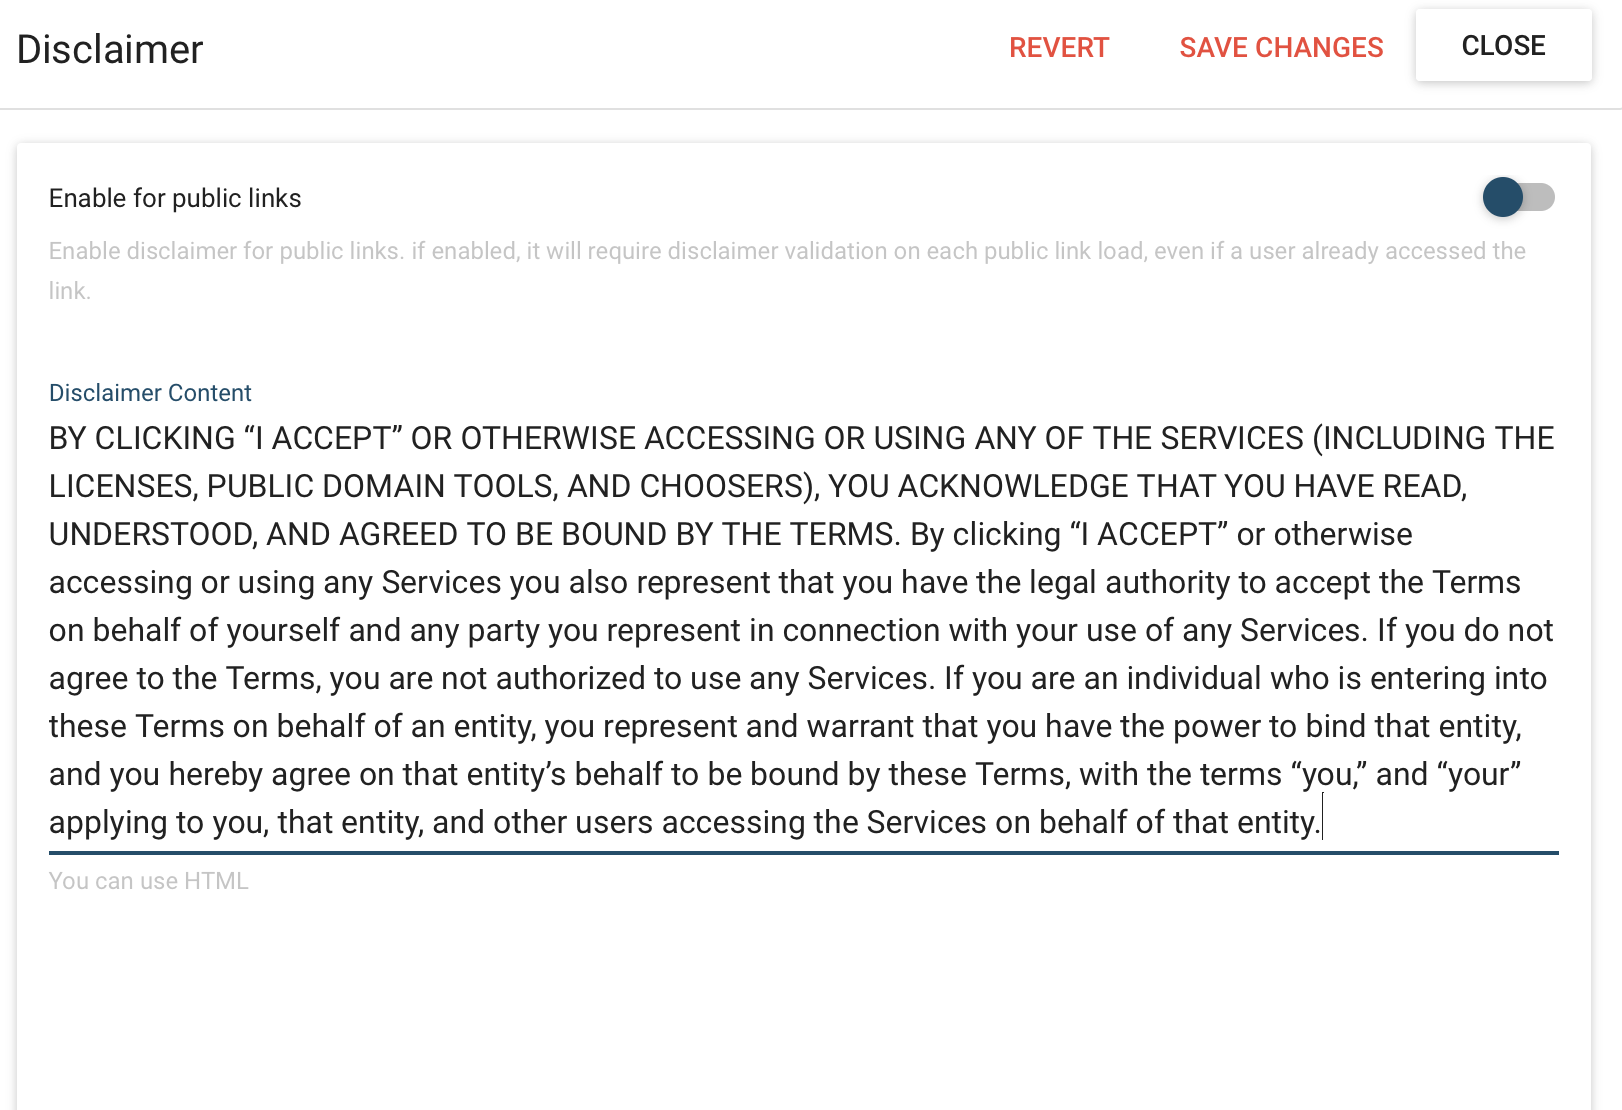 Disclaimer
REVERT
SAVE CHANGES
CLOSE
Enable for public links
Enable disclaimer for public links. if enabled, it will require disclaimer validation on each public link load, even if a user already accessed the
link.
Disclaimer Content
BY CLICKING “I ACCEPT” OR OTHERWISE ACCESSING OR USING ANY OF THE SERVICES (INCLUDING THE
LICENSES, PUBLIC DOMAIN TOOLS, AND CHOOSERS), YOU ACKNOWLEDGE THAT YOU HAVE READ,
UNDERSTOOD, AND AGREED TO BE BOUND BY THE TERMS. By clicking “I ACCEPT” or otherwise
accessing or using any Services you also represent that you have the legal authority to accept the Terms
on behalf of yourself and any party you represent in connection with your use of any Services. If you do not
agree to the Terms, you are not authorized to use any Services. If you are an individual who is entering into
these Terms on behalf of an entity, you represent and warrant that you have the power to bind that entity,
and you hereby agree on that entity’s behalf to be bound by these Terms, with the terms “you,” and “your”
applying to you, that entity, and other users accessing the Services on behalf of that entity.
You can use HTML